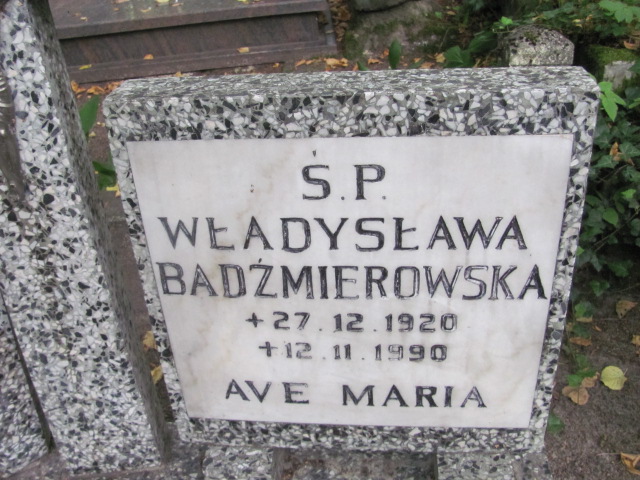 Ś.P.
WŁADYSŁAWA
BADŹMIEROWSKA
+27.12.1920
+12.11.1990
AVE MARIA